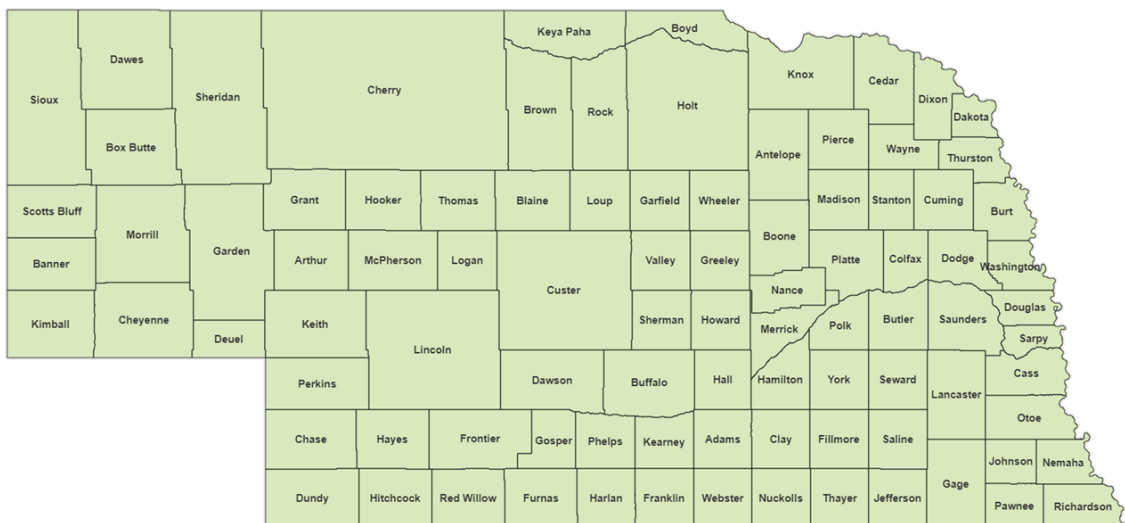 Keya Paha
Boyd
Dawes
Knox
Cedar
Cherry
Sioux
Sheridan
Dixon
Holt
Brown
Rock
Dakota
Pierce
Box Butte
Wayne
Antelope
Thurston
Grant
Hooker
Thomas
Blaine
Loup
Garfield
Wheeler
Madison
Stanton
Cuming
Scotts Bluff
Burt
Morrill
Boone
Garden
Banner
Arthur
McPherson
Logan
Valley
Greeley
Platte
Colfax
Dodge
Washington
Custer
Nance
Douglas
Kimball
Cheyenne
Keith
Sherman
Howard
Merrick
Polk
Butler
Saunders
Deuel
Sarpy
Lincoln
Cass
Perkins
Dawson
Buffalo
Hall
Hamilton
York
Seward
Lancaster
Otoe
Chase
Hayes
Frontier
Gosper
Phelps
Kearney
Adams
Clay
Fillmore
Saline
Johnson
Nemaha
Gage
Dundy
Hitchcock
Red Willow
Furnas
Harlan
Franklin
Webster
Nuckolls
Thayer
Jefferson
Pawnee
Richardson